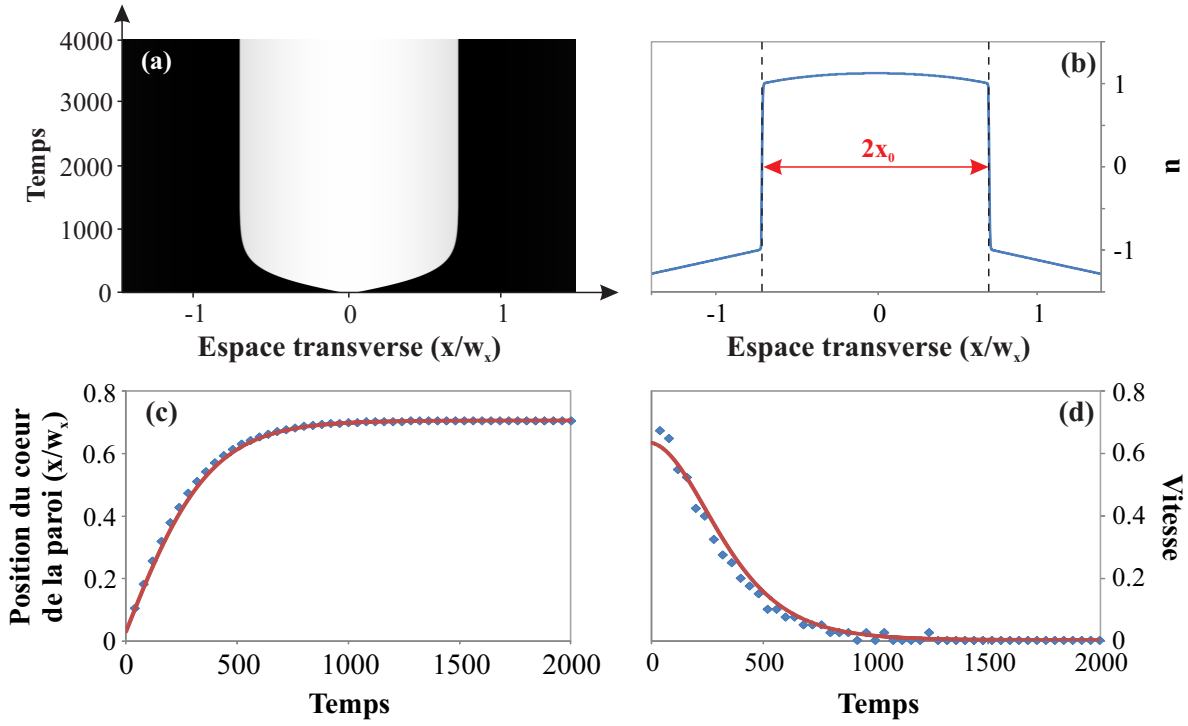 (a)
4000
3000
2000
1000
0
Temps
-1
0
1
Espace transverse (x/wₓ)
(b)
2x₀
1
0
-1
u
-1
0
1
Espace transverse (x/wₓ)
(c)
0.8
0.6
0.4
0.2
0
Position du coeur
de la paroi (x/wₓ)
0
500
1000
1500
2000
Temps
(d)
0.8
0.6
0.4
0.2
0
Vitesse
0
500
1000
1500
2000
Temps